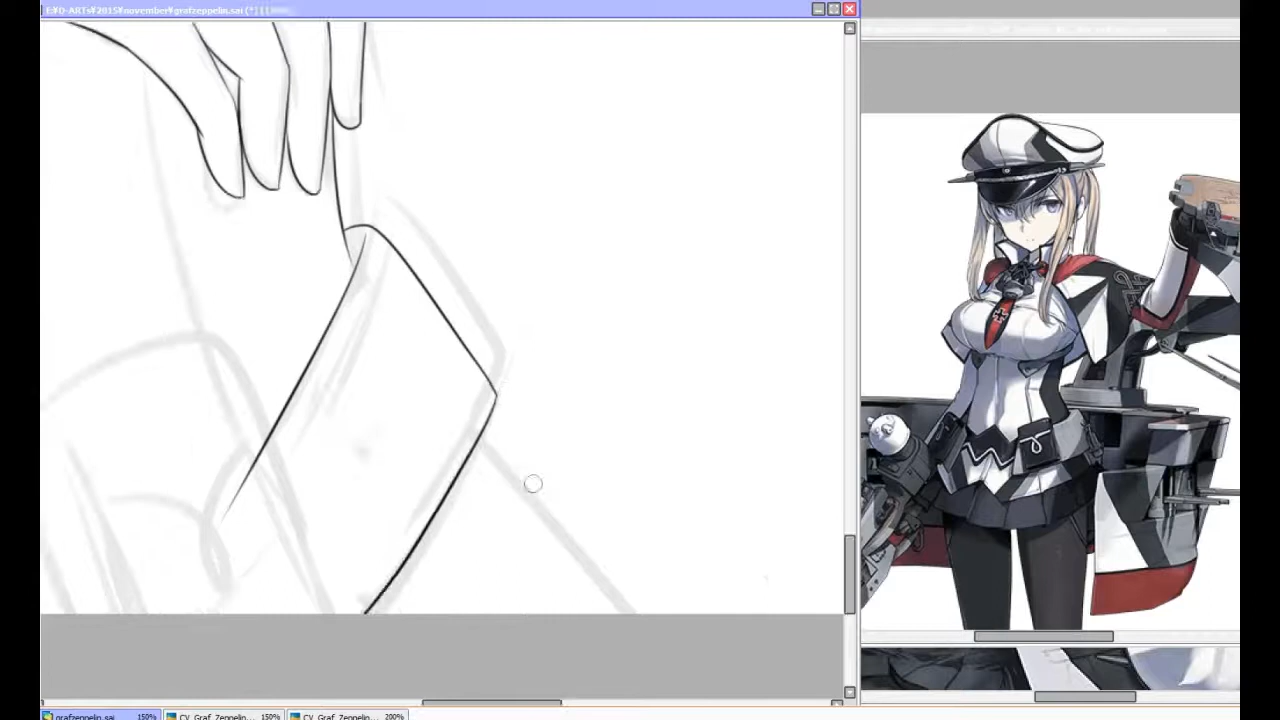 E:¥O-ARTs¥2015¥november¥grafzeppelin.sai (*)
grafzeppelin.sai 150% CV_Graf_Zeppelin... 150% CV_Graf_Zeppelin... 200%